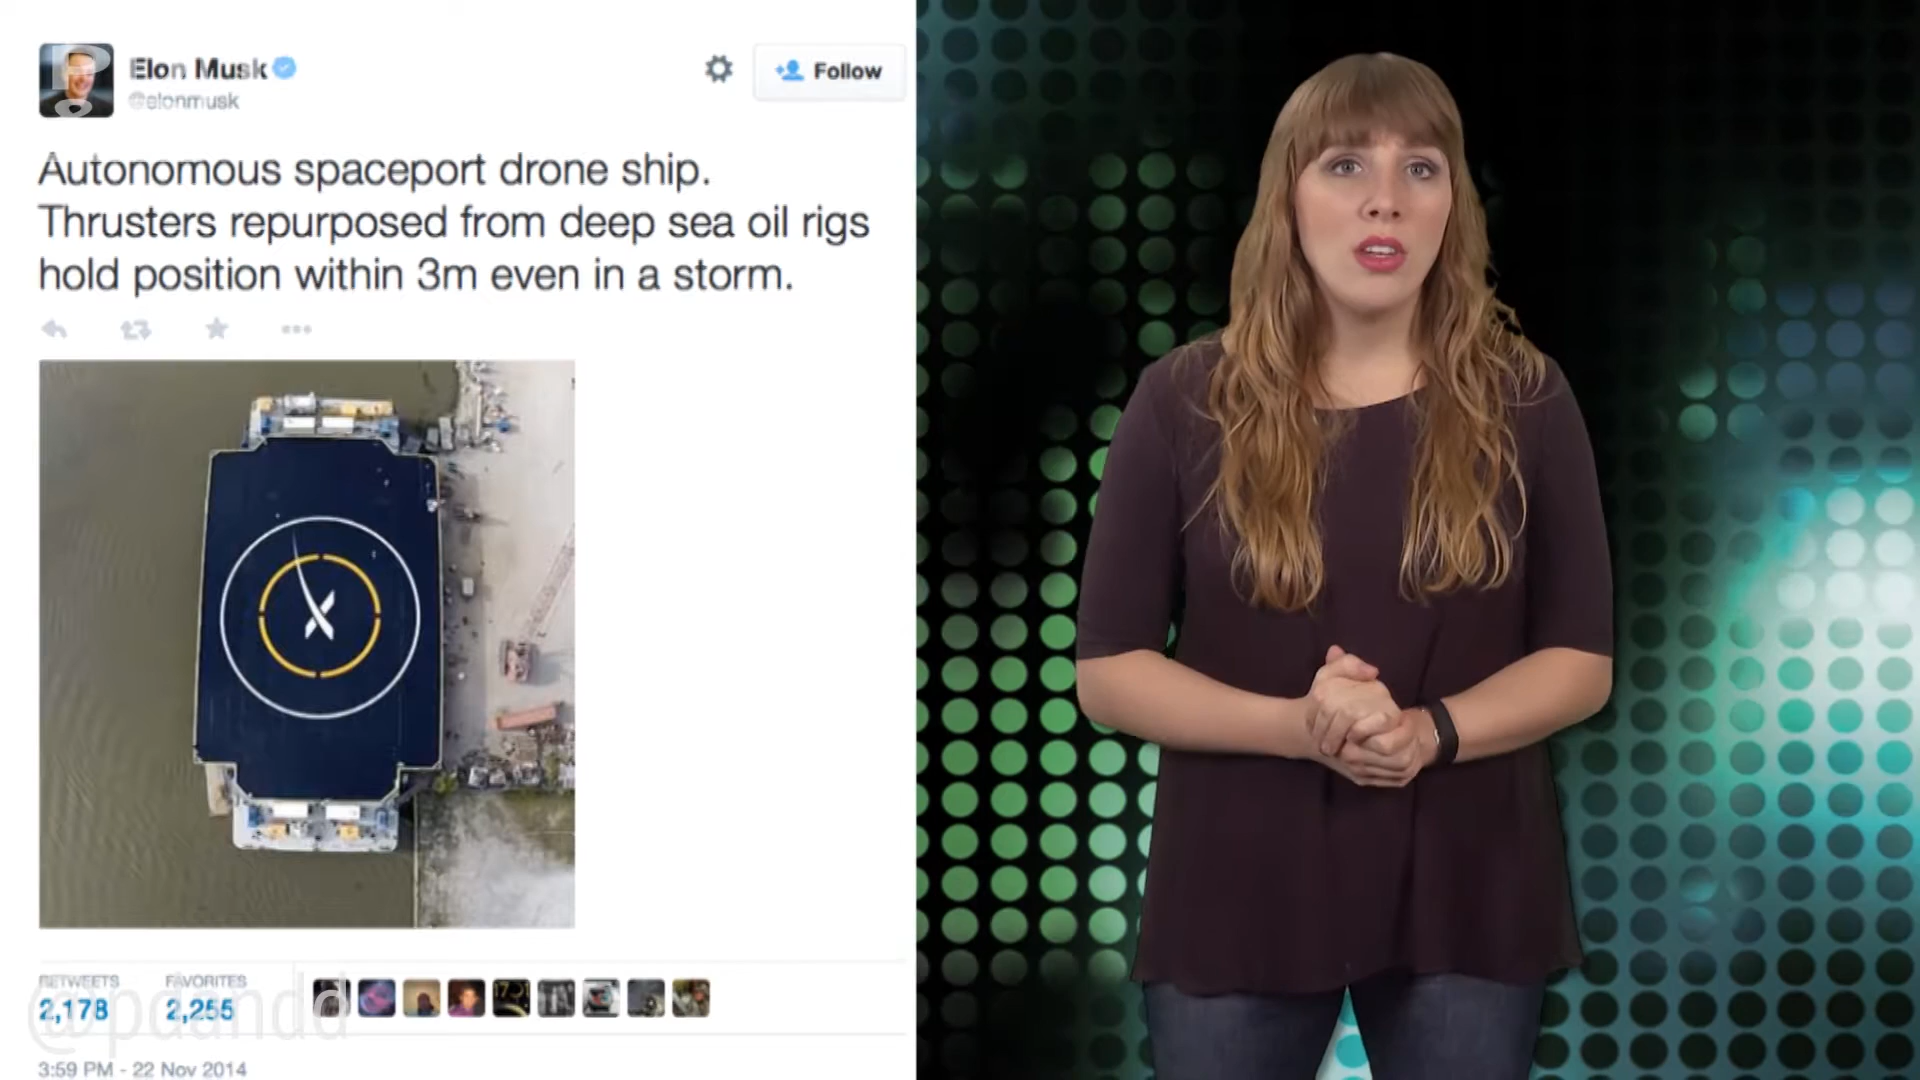 Elon Musk
@elonmusk
Follow
Autonomous spaceport drone ship.
Thrusters repurposed from deep sea oil rigs
hold position within 3m even in a storm.
RETWEETS FAVORITES
2,178 2,255
@pdandd
3:59 PM - 22 Nov 2014